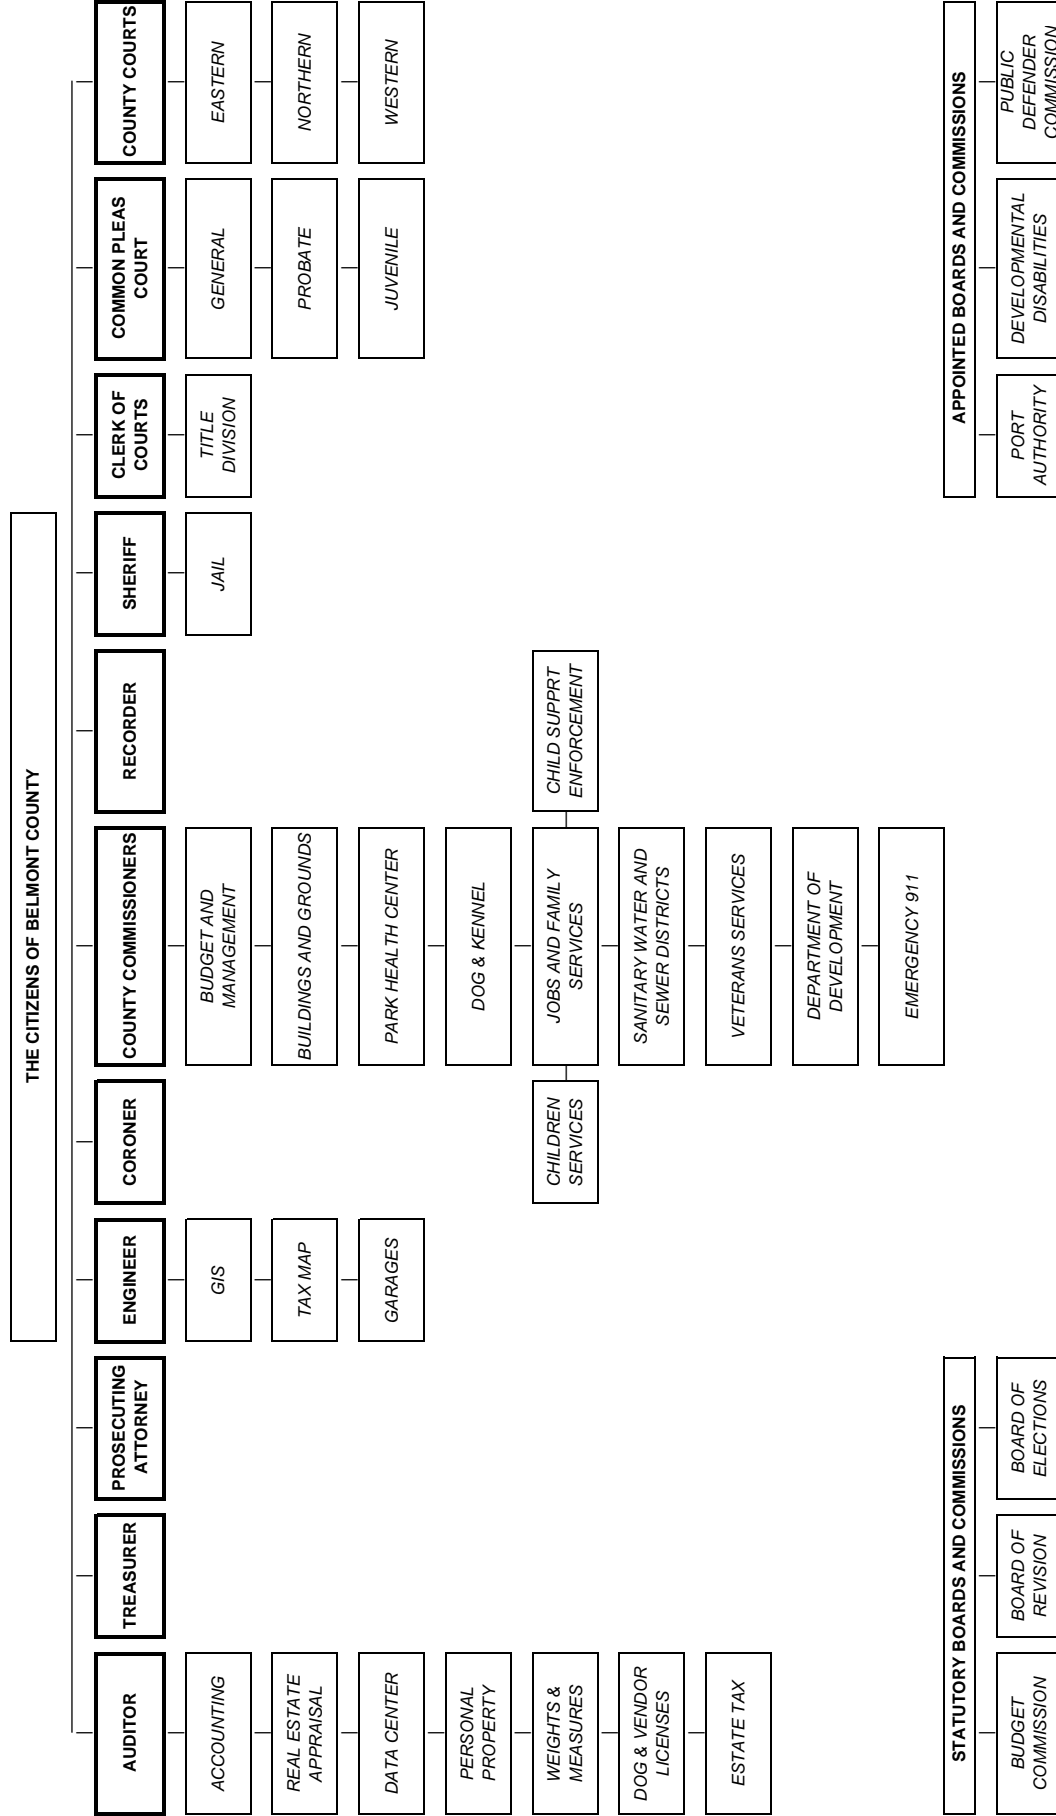 THE CITIZENS OF BELMONT COUNTY
AUDITOR
TREASURER
PROSECUTING
ATTORNEY
ENGINEER
CORONER
COUNTY COMMISSIONERS
RECORDER
SHERIFF
CLERK OF
COURTS
COMMON PLEAS
COURT
COUNTY COURTS
ACCOUNTING
GIS
BUDGET AND
MANAGEMENT
JAIL
TITLE
DIVISION
GENERAL
EASTERN
REAL ESTATE
APPRAISAL
TAX MAP
BUILDINGS AND GROUNDS
PROBATE
NORTHERN
DATA CENTER
GARAGES
PARK HEALTH CENTER
JUVENILE
WESTERN
PERSONAL
PROPERTY
DOG & KENNEL
WEIGHTS &
MEASURES
CHILDREN
SERVICES
JOBS AND FAMILY
SERVICES
CHILD SUPPRT
ENFORCEMENT
DOG & VENDOR
LICENSES
SANITARY WATER AND
SEWER DISTRICTS
ESTATE TAX
VETERANS SERVICES
DEPARTMENT OF
DEVELOPMENT
EMERGENCY 911
STATUTORY BOARDS AND COMMISSIONS
APPOINTED BOARDS AND COMMISSIONS
BUDGET
COMMISSION
BOARD OF
REVISION
BOARD OF
ELECTIONS
PORT
AUTHORITY
DEVELOPMENTAL
DISABILITIES
PUBLIC
DEFENDER
COMMISSION